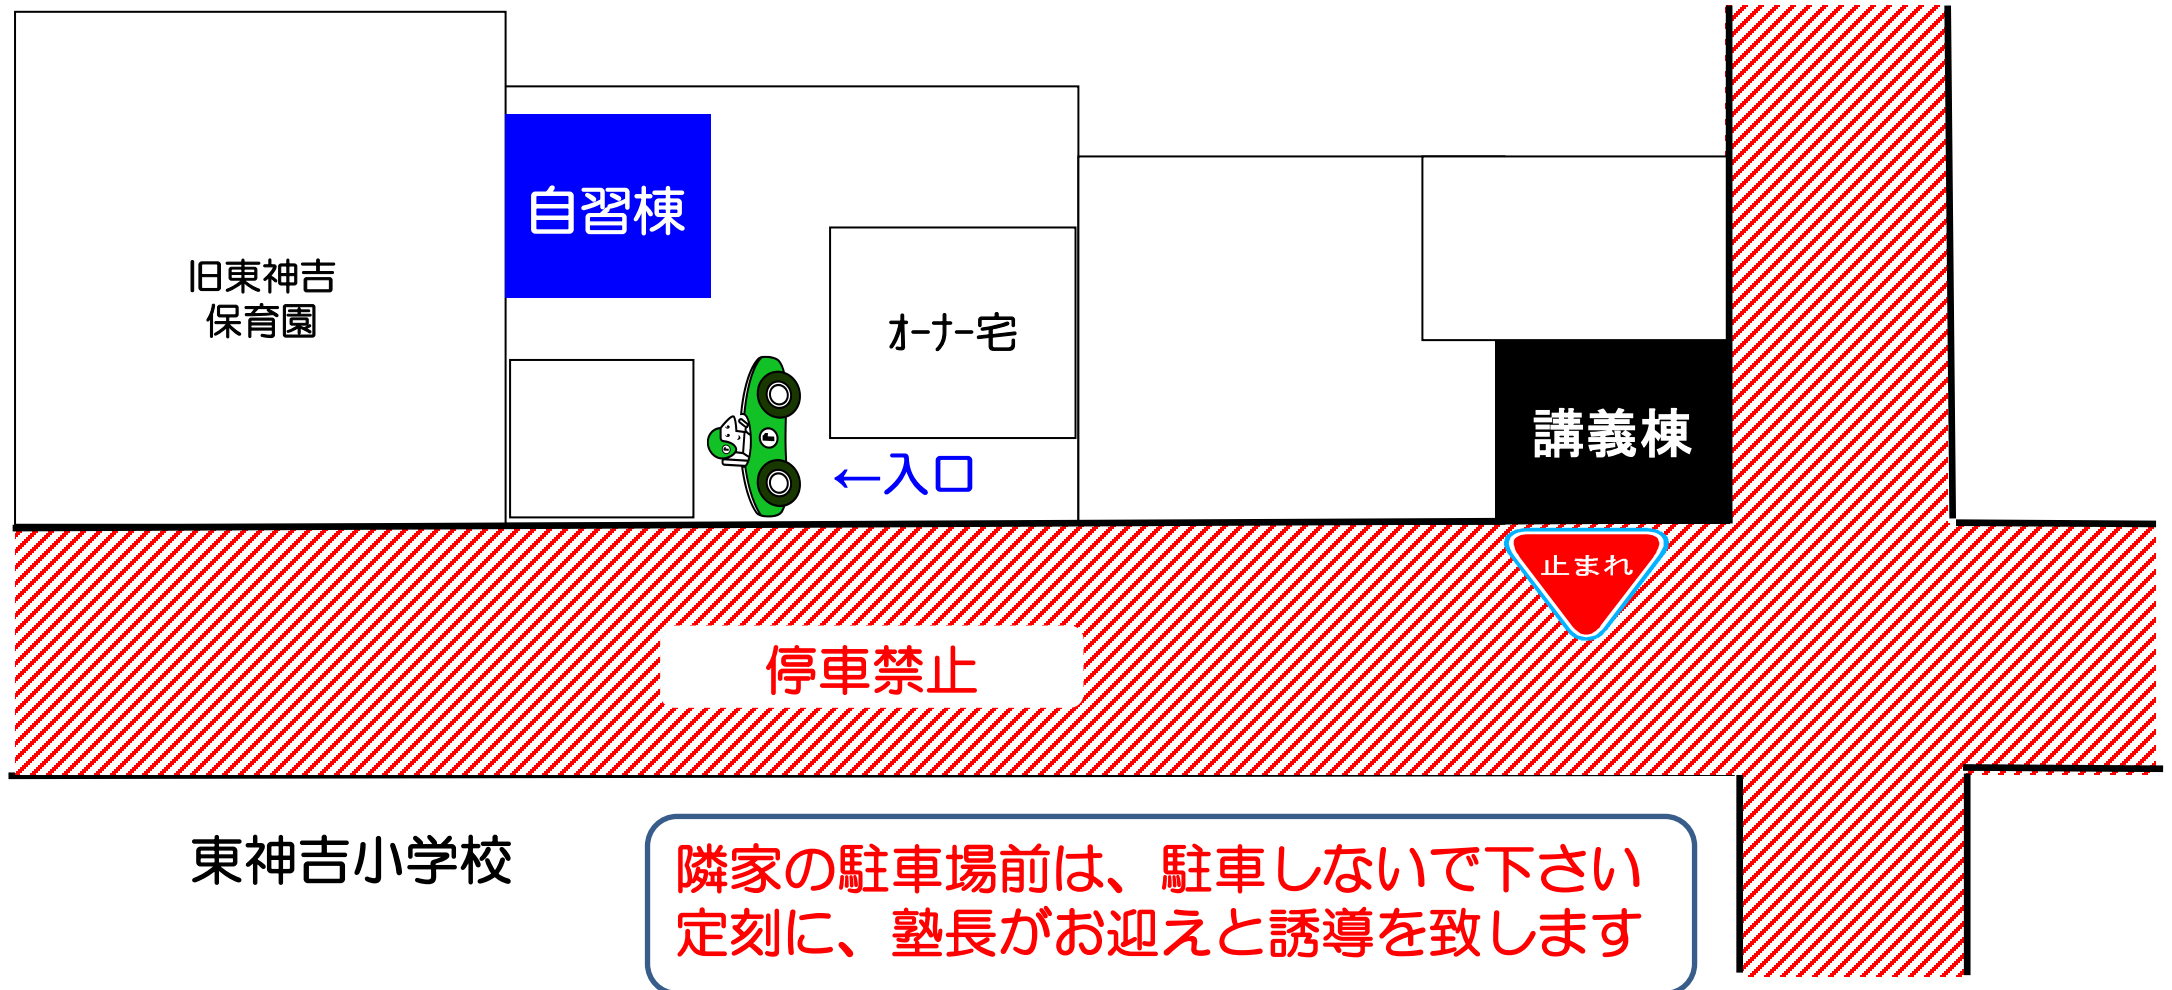 自習棟
旧東神吉
保育園
ｵｰﾅｰ宅
講義棟
←入口
止まれ
停車禁止
東神吉小学校
隣家の駐車場前は、駐車しないで下さい
定刻に、塾長がお迎えと誘導を致します